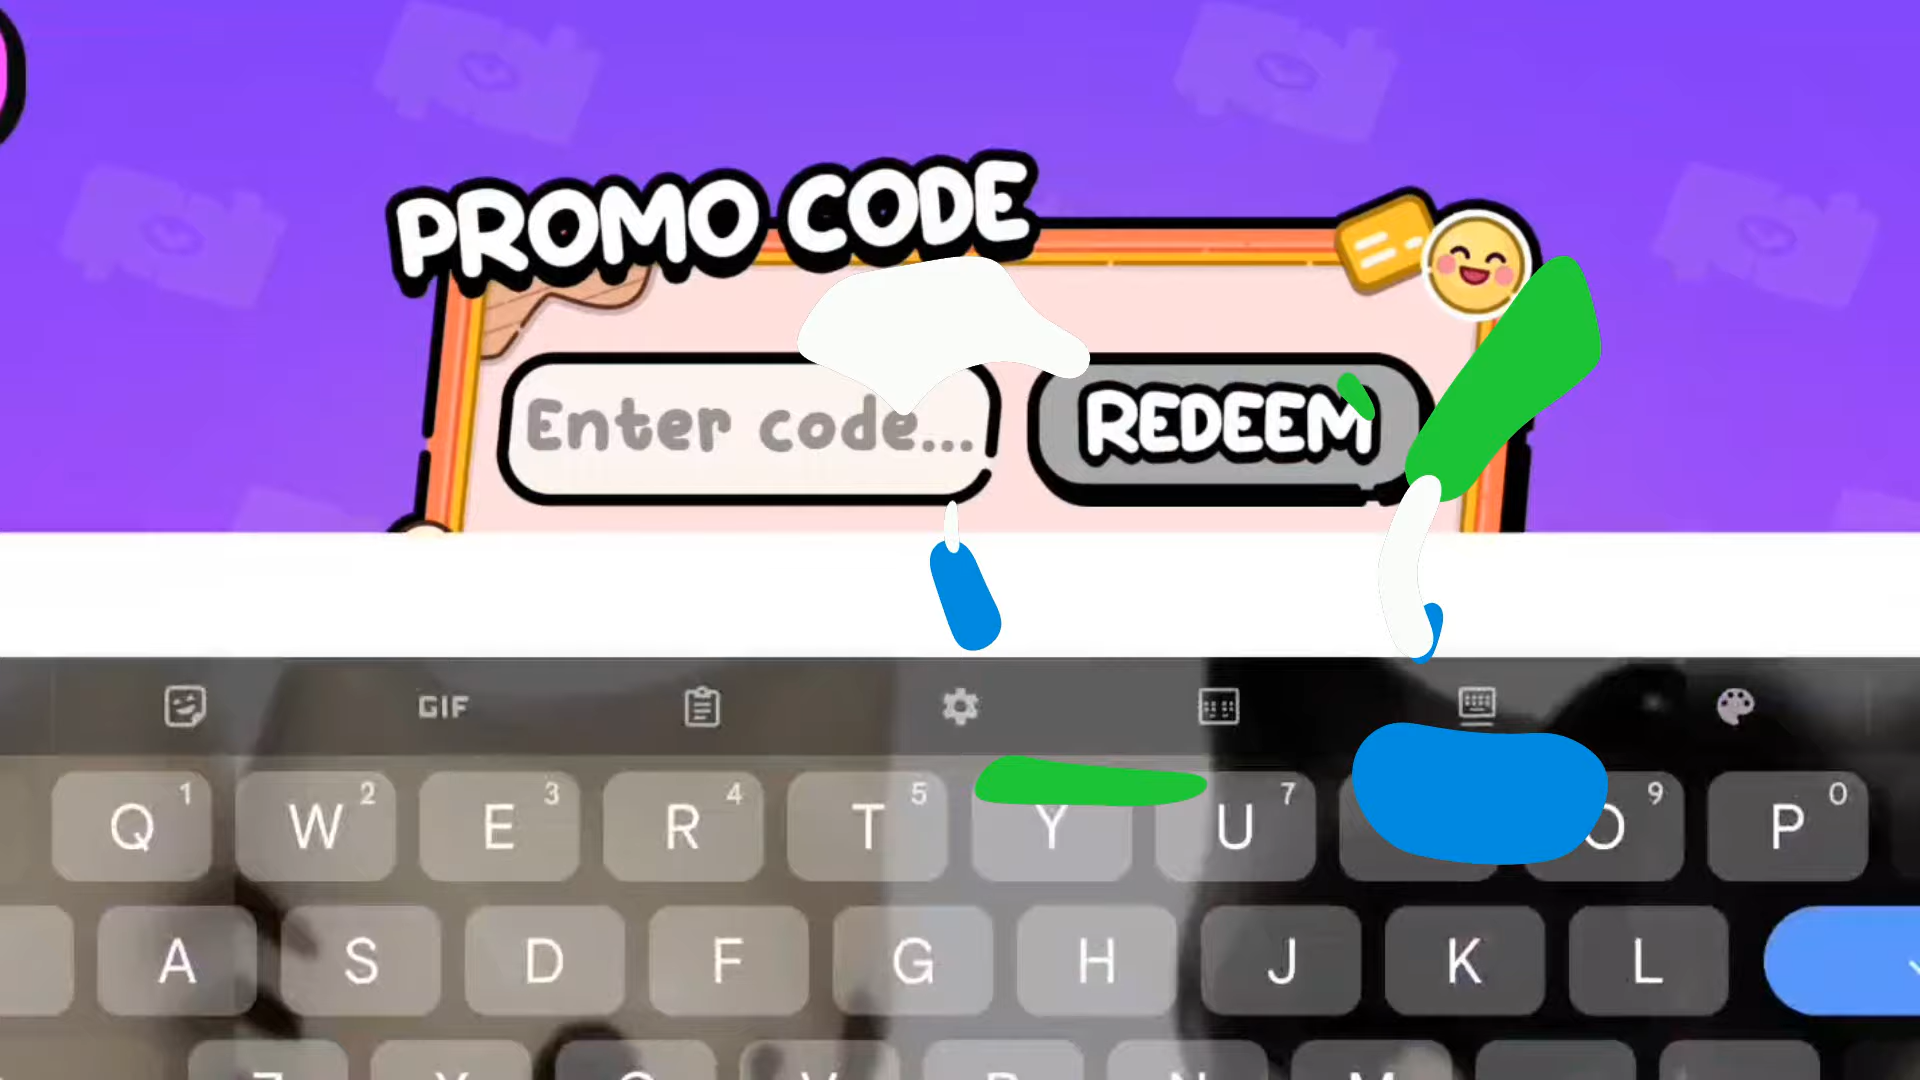 PROMO CODE
Enter code...
REDEEM
GIF
Q 1 W 2 E 3 R 4 T 5 Y U 7 O 9 P 0
A S D F G H J K L